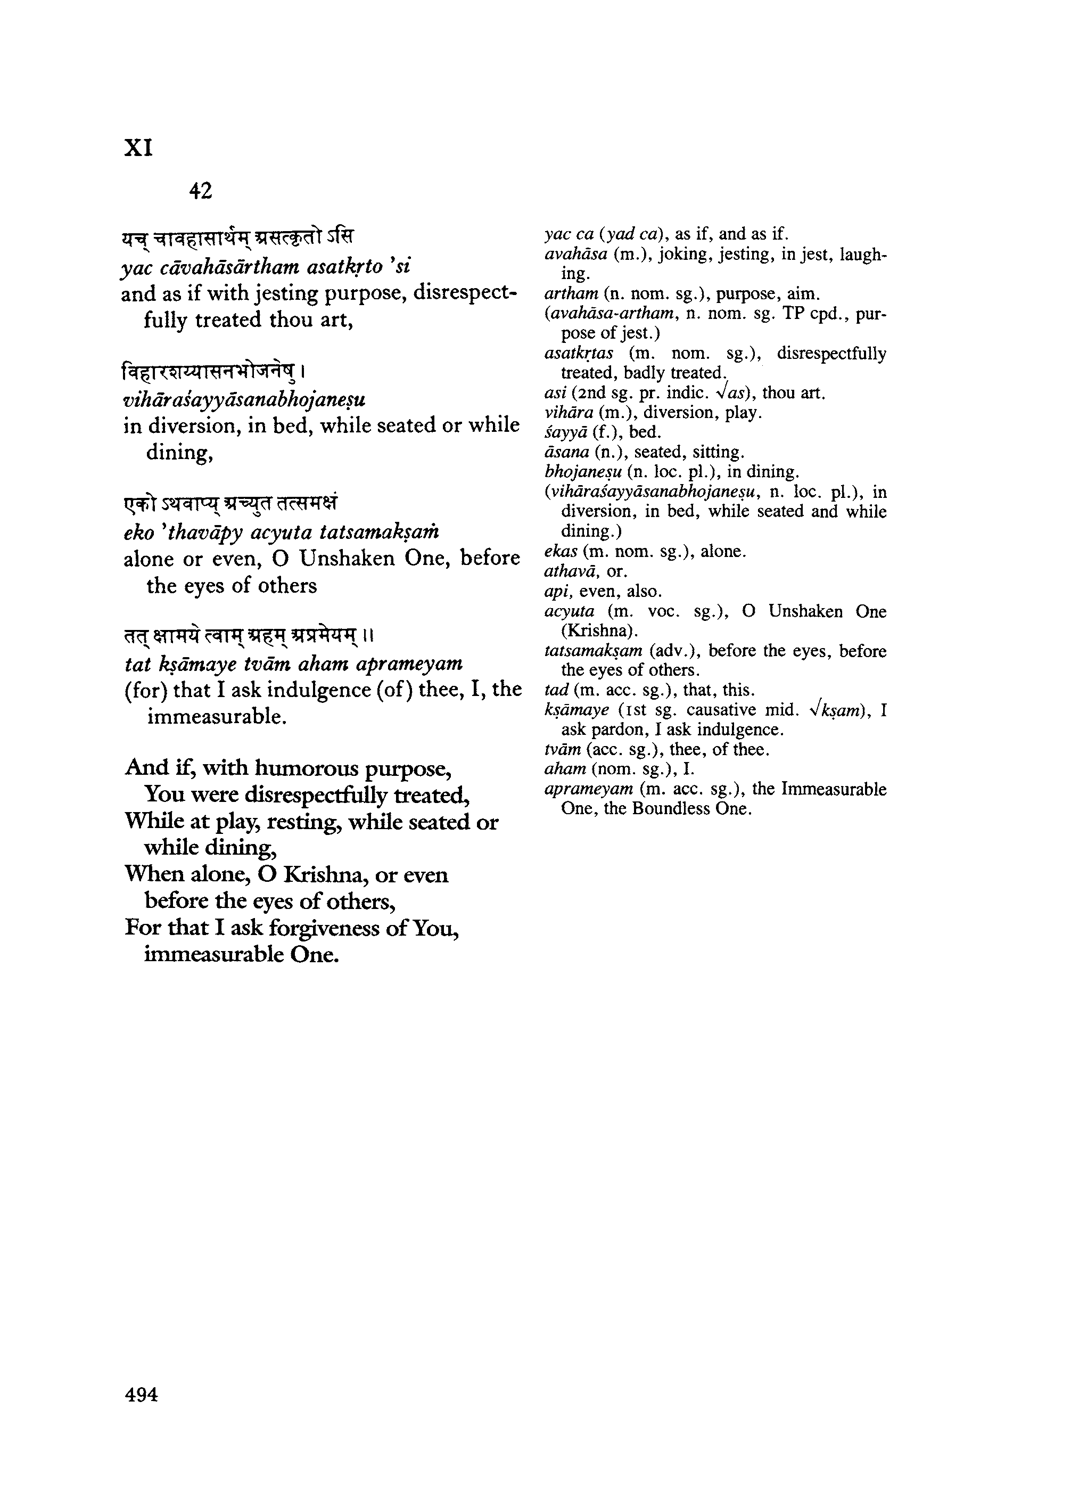 XI
42
यच् चावहासार्थम् असत्कृतो ऽसि
yac cāvahāsārtham asatkṛto 'si
and as if with jesting purpose, disrespect-
fully treated thou art,
विहारशय्यासनभोजनेषु ।
vihāraśayyāsanabhojaneṣu
in diversion, in bed, while seated or while
dining,
एको ऽथवाप्य् अच्युत तत्समक्षं
eko 'thavāpy acyuta tatsamakṣaṁ
alone or even, O Unshaken One, before
the eyes of others
तत् क्षामये त्वाम् अहम् अप्रमेयम् ॥
tat kṣāmaye tvām aham aprameyam
(for) that I ask indulgence (of) thee, I, the
immeasurable.
And if, with humorous purpose,
You were disrespectfully treated,
While at play, resting, while seated or
while dining,
When alone, O Krishna, or even
before the eyes of others,
For that I ask forgiveness of You,
immeasurable One.
yac ca (yad ca), as if, and as if.
avahāsa (m.), joking, jesting, in jest, laugh-
ing.
artham (n. nom. sg.), purpose, aim.
(avahāsa-artham, n. nom. sg. TP cpd., pur-
pose of jest.)
asatkṛtas (m. nom. sg.), disrespectfully
treated, badly treated.
asi (2nd sg. pr. indic. √as), thou art.
vihāra (m.), diversion, play.
śayyā (f.), bed.
āsana (n.), seated, sitting.
bhojaneṣu (n. loc. pl.), in dining.
(vihāraśayyāsanabhojaneṣu, n. loc. pl.), in
diversion, in bed, while seated and while
dining.)
ekas (m. nom. sg.), alone.
athavā, or.
api, even, also.
acyuta (m. voc. sg.), O Unshaken One
(Krishna).
tatsamakṣam (adv.), before the eyes, before
the eyes of others.
tad (m. acc. sg.), that, this.
kṣāmaye (1st sg. causative mid. √kṣam), I
ask pardon, I ask indulgence.
tvām (acc. sg.), thee, of thee.
aham (nom. sg.), I.
aprameyam (m. acc. sg.), the Immeasurable
One, the Boundless One.
494